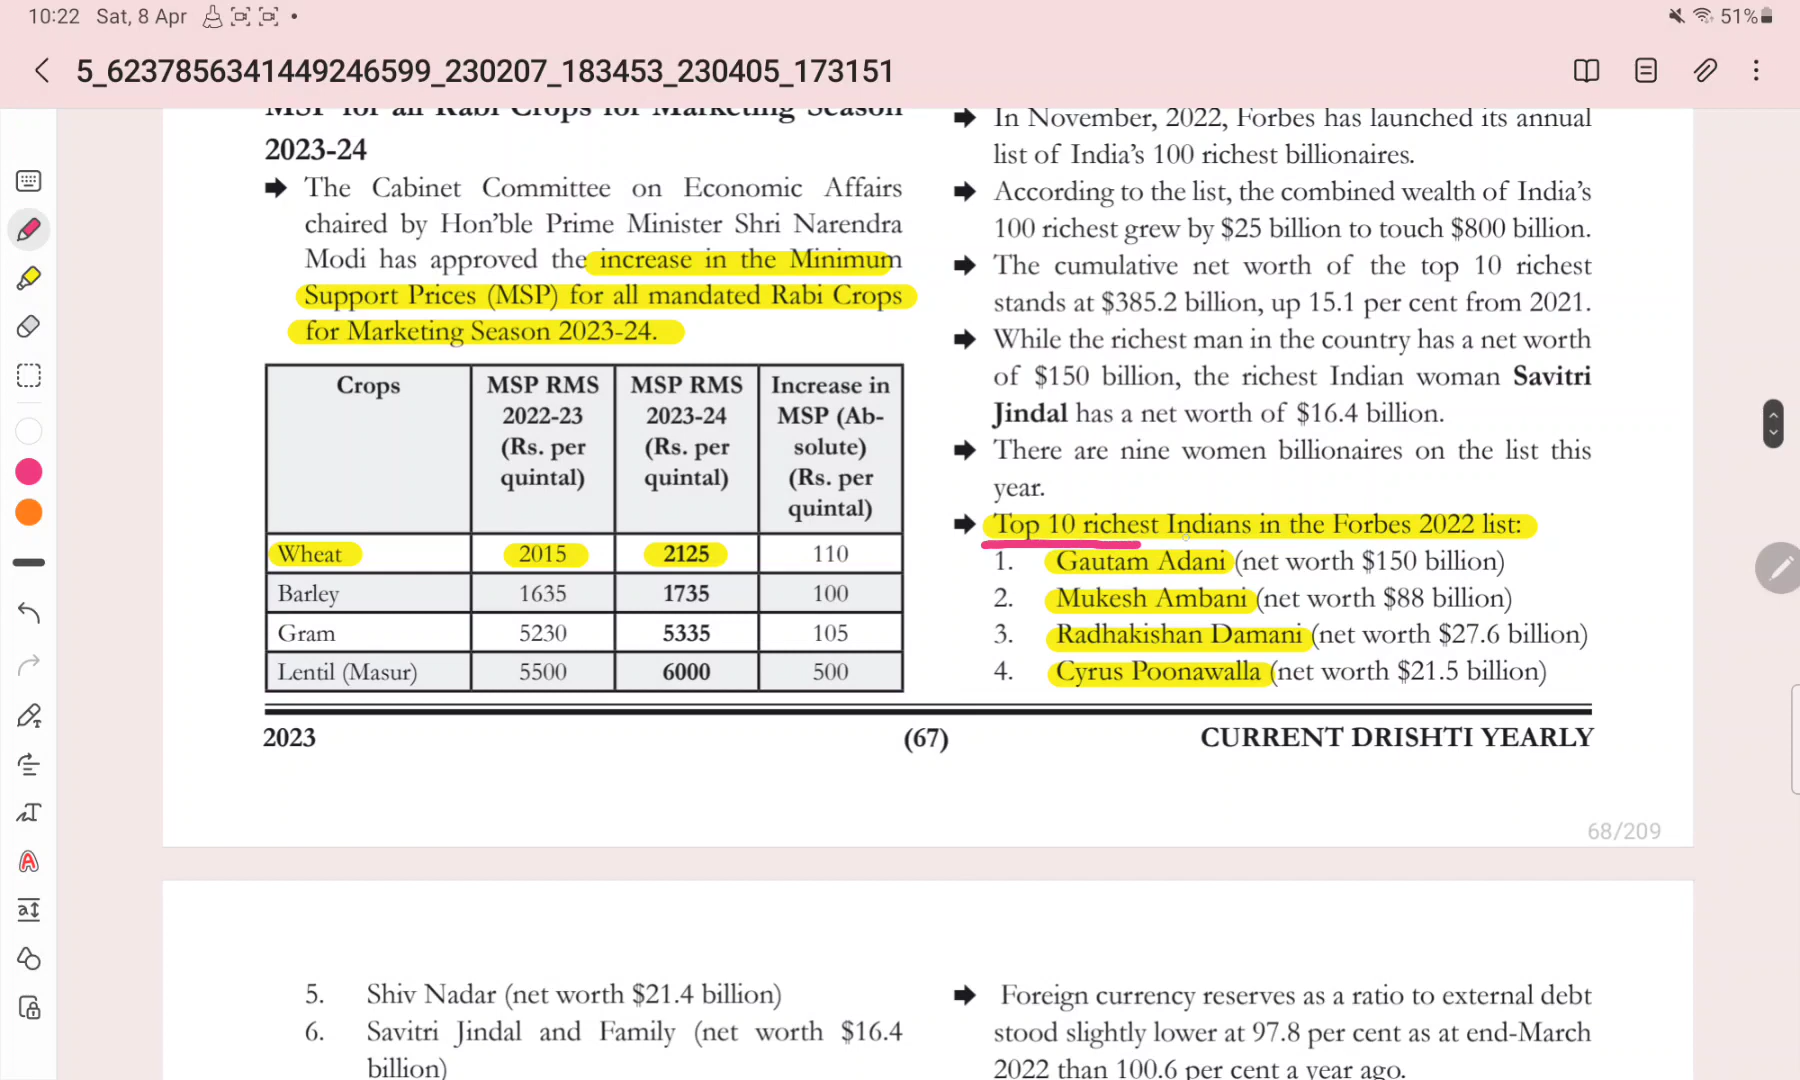 10:22 Sat, 8 Apr
51%
5_6237856341449246599_230207_183453_230405_173151
MSP for all Rabi Crops for Marketing Season
2023-24
The Cabinet Committee on Economic Affairs
chaired by Hon’ble Prime Minister Shri Narendra
Modi has approved the increase in the Minimum
Support Prices (MSP) for all mandated Rabi Crops
for Marketing Season 2023-24.
Crops MSP RMS MSP RMS Increase in
2022-23 2023-24 MSP (Ab-
(Rs. per (Rs. per solute)
quintal) quintal) (Rs. per
quintal)
Wheat 2015 2125 110
Barley 1635 1735 100
Gram 5230 5335 105
Lentil (Masur) 5500 6000 500
In November, 2022, Forbes has launched its annual
list of India’s 100 richest billionaires.
According to the list, the combined wealth of India’s
100 richest grew by $25 billion to touch $800 billion.
The cumulative net worth of the top 10 richest
stands at $385.2 billion, up 15.1 per cent from 2021.
While the richest man in the country has a net worth
of $150 billion, the richest Indian woman Savitri
Jindal has a net worth of $16.4 billion.
There are nine women billionaires on the list this
year.
Top 10 richest Indians in the Forbes 2022 list:
1. Gautam Adani (net worth $150 billion)
2. Mukesh Ambani (net worth $88 billion)
3. Radhakishan Damani (net worth $27.6 billion)
4. Cyrus Poonawalla (net worth $21.5 billion)
2023 (67) CURRENT DRISHTI YEARLY
68/209
5. Shiv Nadar (net worth $21.4 billion)
6. Savitri Jindal and Family (net worth $16.4
billion)
Foreign currency reserves as a ratio to external debt
stood slightly lower at 97.8 per cent as at end-March
2022 than 100.6 per cent a year ago.